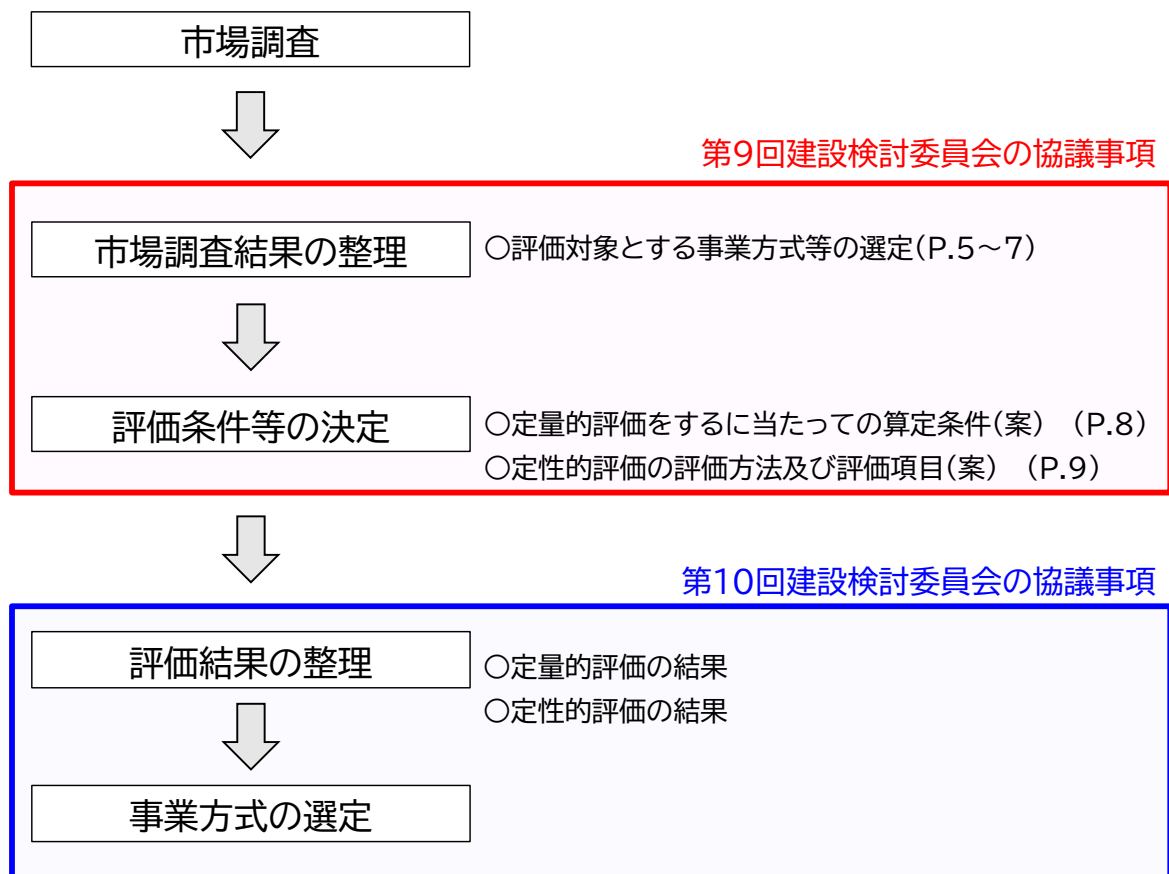 市場調査
第9回建設検討委員会の協議事項
市場調査結果の整理
○評価対象とする事業方式等の選定(P.5～7)
評価条件等の決定
○定量的評価をするに当たっての算定条件(案) (P.8)
○定性的評価の評価方法及び評価項目(案) (P.9)
第10回建設検討委員会の協議事項
評価結果の整理
○定量的評価の結果
○定性的評価の結果
事業方式の選定